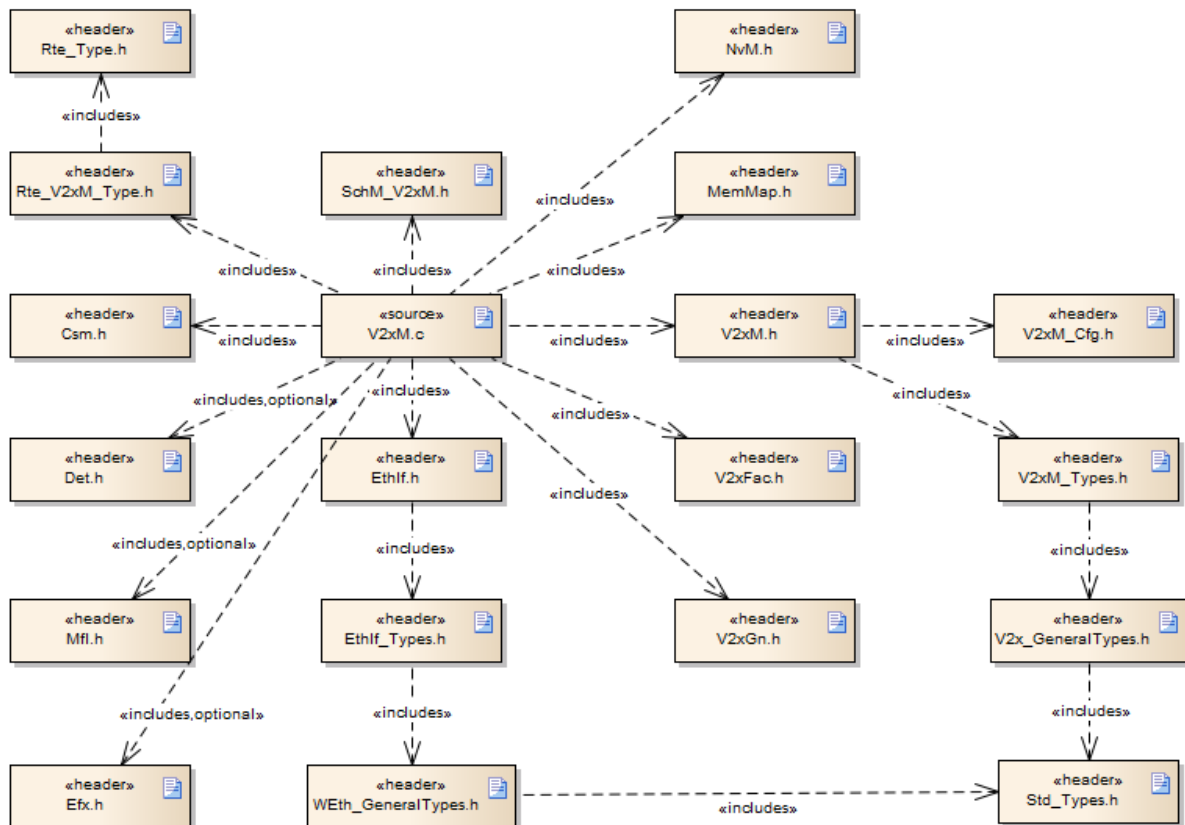 «header»
Rte_Type.h
«header»
NvM.h
«includes»
«header»
Rte_V2xM_Type.h
«header»
SchM_V2xM.h
«includes»
«header»
MemMap.h
«includes»
«includes»
«includes»
«header»
Csm.h
«includes»
«source»
V2xM.c
«includes»
«header»
V2xM.h
«includes»
«header»
V2xM_Cfg.h
«includes,optional»
«includes»
«includes»
«includes»
«header»
Det.h
«header»
EthIf.h
«header»
V2xFac.h
«header»
V2xM_Types.h
«includes»
«includes,optional»
«includes»
«includes»
«header»
Mfl.h
«header»
EthIf_Types.h
«header»
V2xGn.h
«header»
V2x_GeneralTypes.h
«includes,optional»
«includes»
«includes»
«header»
Efx.h
«header»
WEth_GeneralTypes.h
«includes»
«header»
Std_Types.h